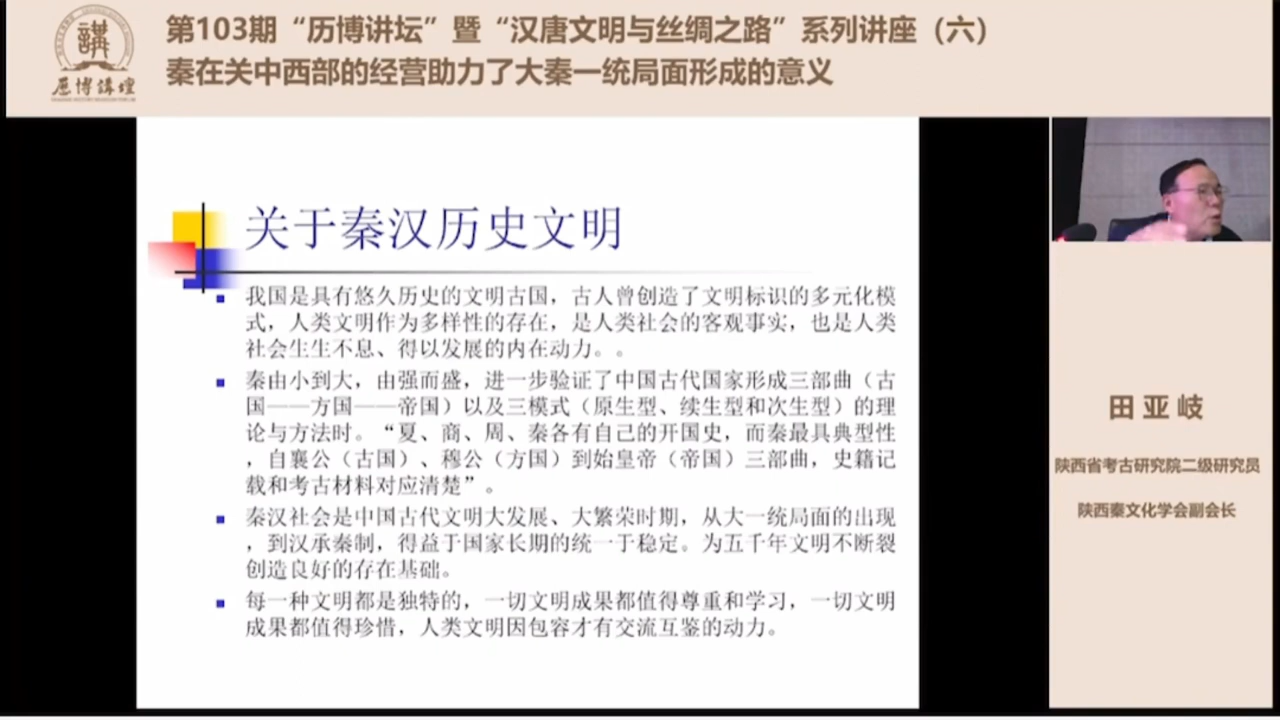 第103期“历博讲坛”暨“汉唐文明与丝绸之路”系列讲座（六）
秦在关中西部的经营助力了大秦一统局面形成的意义
講
历博講壇
关于秦汉历史文明
我国是具有悠久历史的文明古国，古人曾创造了文明标识的多元化模
式，人类文明作为多样性的存在，是人类社会的客观事实，也是人类
社会生生不息、得以发展的内在动力。。
秦由小到大，由强而盛，进一步验证了中国古代国家形成三部曲（古
国——方国——帝国）以及三模式（原生型、续生型和次生型）的理
论与方法时。“夏、商、周、秦各有自己的开国史，而秦最具典型性
，自襄公（古国）、穆公（方国）到始皇帝（帝国）三部曲，史籍记
载和考古材料对应清楚”。
秦汉社会是中国古代文明大发展、大繁荣时期，从大一统局面的出现
，到汉承秦制，得益于国家长期的统一于稳定。为五千年文明不断裂
创造良好的存在基础。
每一种文明都是独特的，一切文明成果都值得尊重和学习，一切文明
成果都值得珍惜，人类文明因包容才有交流互鉴的动力。
田亚岐
陕西省考古研究院二级研究员
陕西秦文化学会副会长